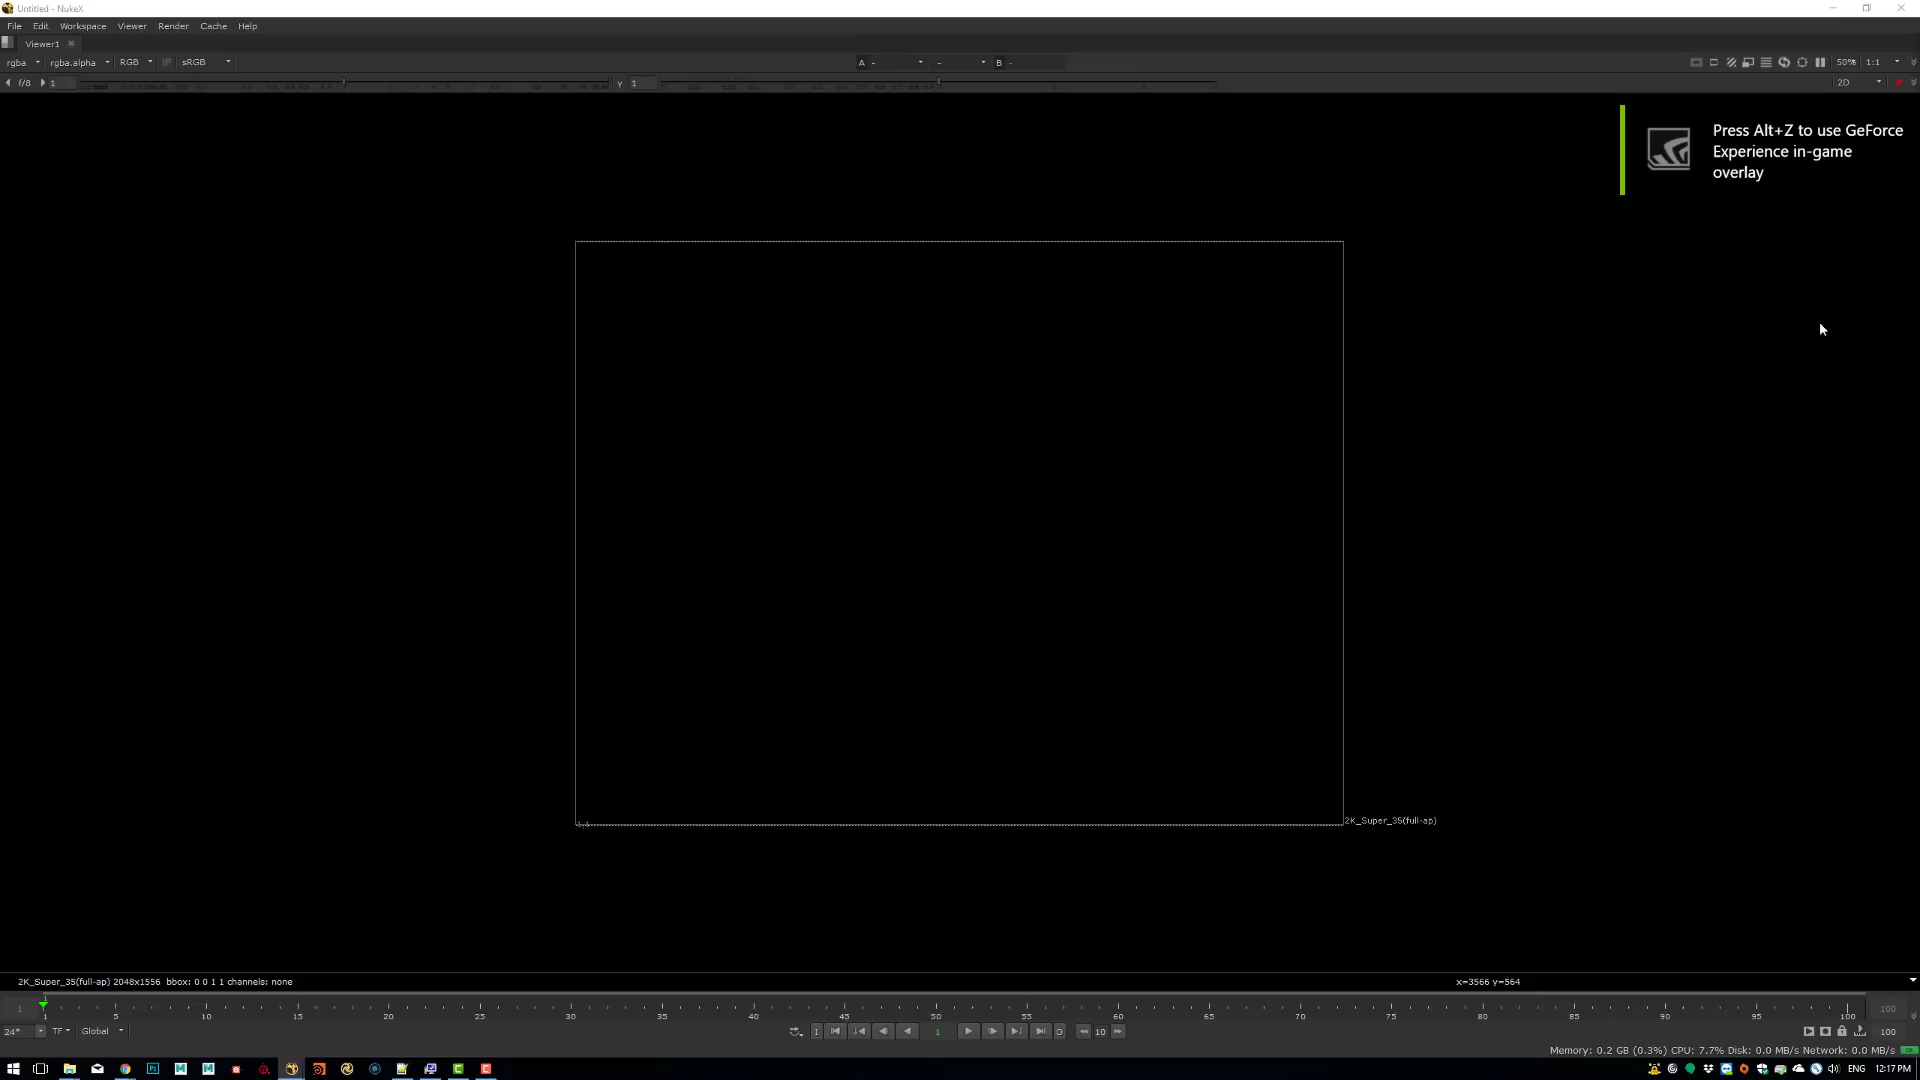 Untitled - NukeX
File Edit Workspace Viewer Render Cache Help
Viewer1
rgba rgba.alpha RGB IP sRGB A - - B - 50% 1:1
f/8 1 Y 1 2D
Press Alt+Z to use GeForce
Experience in-game
overlay
1,1
2K_Super_35(full-ap)
2K_Super_35(full-ap) 2048x1556 bbox: 0 0 1 1 channels: none x=3566 y=564
1 1 100
1 5 10 15 20 25 30 35 40 45 50 55 60 65 70 75 80 85 90 95 100
24* TF Global I 1 O 10 100
Memory: 0.2 GB (0.3%) CPU: 7.7% Disk: 0.0 MB/s Network: 0.0 MB/s
ENG 12:17 PM